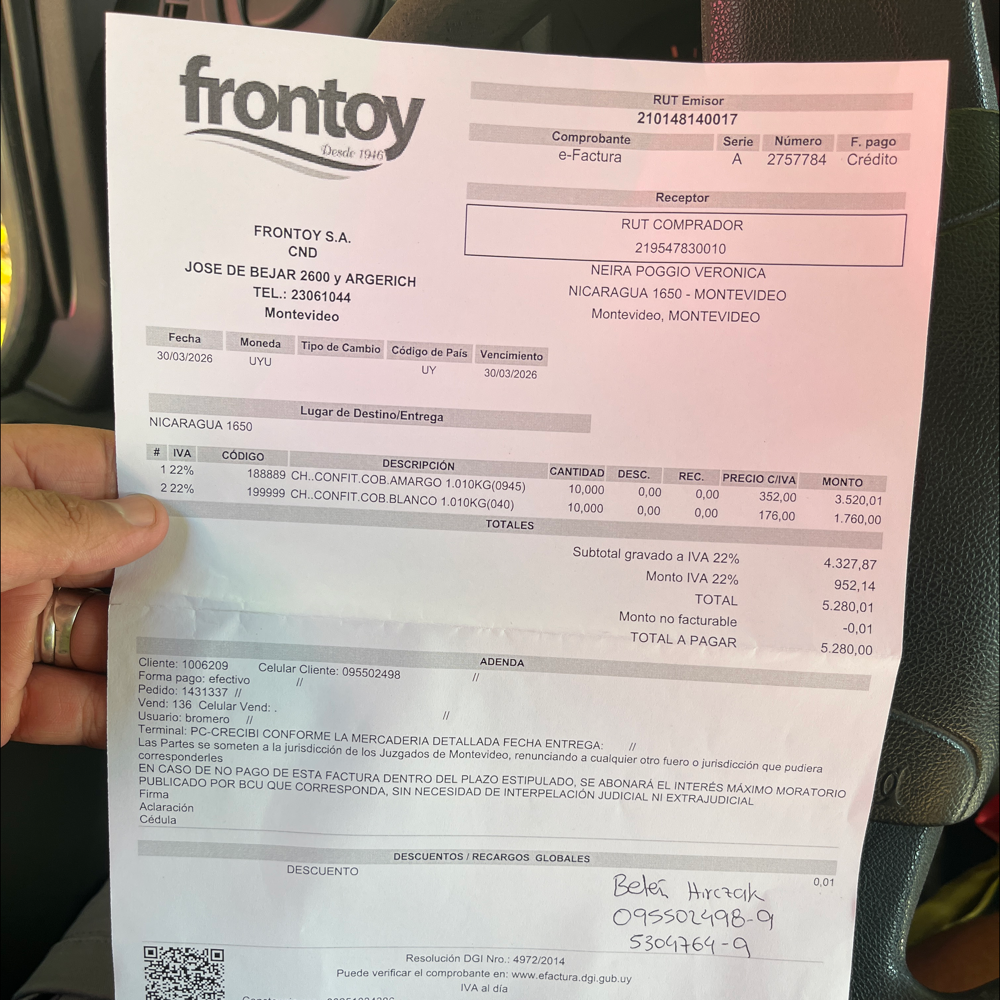 frontoy
Desde 1946
RUT Emisor
210148140017
Comprobante Serie Número F. pago
e-Factura A 2757784 Crédito
Receptor
RUT COMPRADOR
219547830010
NEIRA POGGIO VERONICA
NICARAGUA 1650 - MONTEVIDEO
Montevideo, MONTEVIDEO
FRONTOY S.A.
CND
JOSE DE BEJAR 2600 y ARGERICH
TEL.: 23061044
Montevideo
Fecha Moneda Tipo de Cambio Código de País Vencimiento
30/03/2026 UYU UY 30/03/2026
Lugar de Destino/Entrega
NICARAGUA 1650
# IVA CÓDIGO DESCRIPCIÓN CANTIDAD DESC. REC. PRECIO C/IVA MONTO
1 22% 188889 CH..CONFIT.COB.AMARGO 1.010KG(0945) 10,000 0,00 0,00 352,00 3.520,01
2 22% 199999 CH..CONFIT.COB.BLANCO 1.010KG(040) 10,000 0,00 0,00 176,00 1.760,00
TOTALES
Subtotal gravado a IVA 22% 4.327,87
Monto IVA 22% 952,14
TOTAL 5.280,01
Monto no facturable -0,01
TOTAL A PAGAR 5.280,00
ADENDA
Cliente: 1006209 Celular Cliente: 095502498 //
Forma pago: efectivo //
Pedido: 1431337 //
Vend: 136 Celular Vend: . //
Usuario: bromero //
Terminal: PC-CRECIBI CONFORME LA MERCADERIA DETALLADA FECHA ENTREGA: //
Las Partes se someten a la jurisdicción de los Juzgados de Montevideo, renunciando a cualquier otro fuero o jurisdicción que pudiera
corresponderles
EN CASO DE NO PAGO DE ESTA FACTURA DENTRO DEL PLAZO ESTIPULADO, SE ABONARÁ EL INTERÉS MÁXIMO MORATORIO
PUBLICADO POR BCU QUE CORRESPONDA, SIN NECESIDAD DE INTERPELACIÓN JUDICIAL NI EXTRAJUDICIAL
Firma
Aclaración
Cédula
DESCUENTOS / RECARGOS GLOBALES
DESCUENTO 0,01
Belén Hirczak
095502498-9
5304764-9
Resolución DGI Nro.: 4972/2014
Puede verificar el comprobante en: www.efactura.dgi.gub.uy
IVA al día